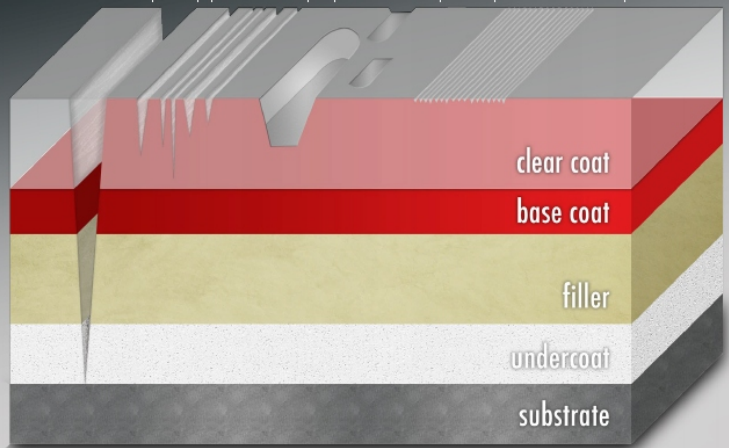 clear coat
base coat
filler
undercoat
substrate